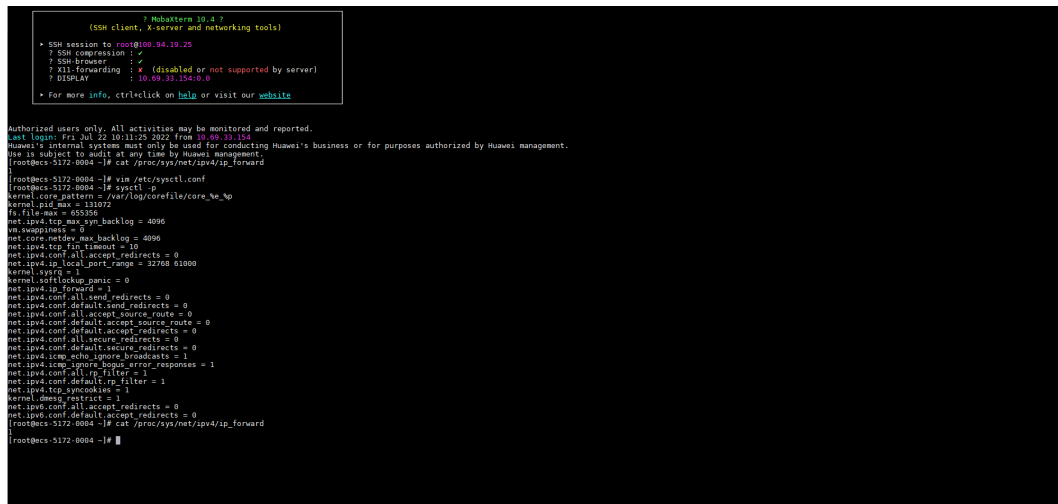 ? MobaXterm 10.4 ?
(SSH client, X-server and networking tools)
➤ SSH session to root@100.94.19.25
? SSH compression : ✔
? SSH-browser : ✔
? X11-forwarding : ✘ (disabled or not supported by server)
? DISPLAY : 10.69.33.154:0.0
➤ For more info, ctrl+click on help or visit our website
Authorized users only. All activities may be monitored and reported.
Last login: Fri Jul 22 10:11:25 2022 from 10.69.33.154
Huawei's internal systems must only be used for conducting Huawei's business or for purposes authorized by Huawei management.
Use is subject to audit at any time by Huawei management.
[root@ecs-5172-0004 ~]# cat /proc/sys/net/ipv4/ip_forward
1
[root@ecs-5172-0004 ~]# vim /etc/sysctl.conf
[root@ecs-5172-0004 ~]# sysctl -p
kernel.core_pattern = /var/log/corefile/core_%e_%p
kernel.pid_max = 131072
fs.file-max = 655356
net.ipv4.tcp_max_syn_backlog = 4096
vm.swappiness = 0
net.core.netdev_max_backlog = 4096
net.ipv4.tcp_fin_timeout = 10
net.ipv4.conf.all.accept_redirects = 0
net.ipv4.ip_local_port_range = 32768 61000
kernel.sysrq = 1
kernel.softlockup_panic = 0
net.ipv4.ip_forward = 1
net.ipv4.conf.all.send_redirects = 0
net.ipv4.conf.default.send_redirects = 0
net.ipv4.conf.all.accept_source_route = 0
net.ipv4.conf.default.accept_source_route = 0
net.ipv4.conf.default.accept_redirects = 0
net.ipv4.conf.all.secure_redirects = 0
net.ipv4.conf.default.secure_redirects = 0
net.ipv4.icmp_echo_ignore_broadcasts = 1
net.ipv4.icmp_ignore_bogus_error_responses = 1
net.ipv4.conf.all.rp_filter = 1
net.ipv4.conf.default.rp_filter = 1
net.ipv4.tcp_syncookies = 1
kernel.dmesg_restrict = 1
net.ipv6.conf.all.accept_redirects = 0
net.ipv6.conf.default.accept_redirects = 0
[root@ecs-5172-0004 ~]# cat /proc/sys/net/ipv4/ip_forward
1
[root@ecs-5172-0004 ~]#